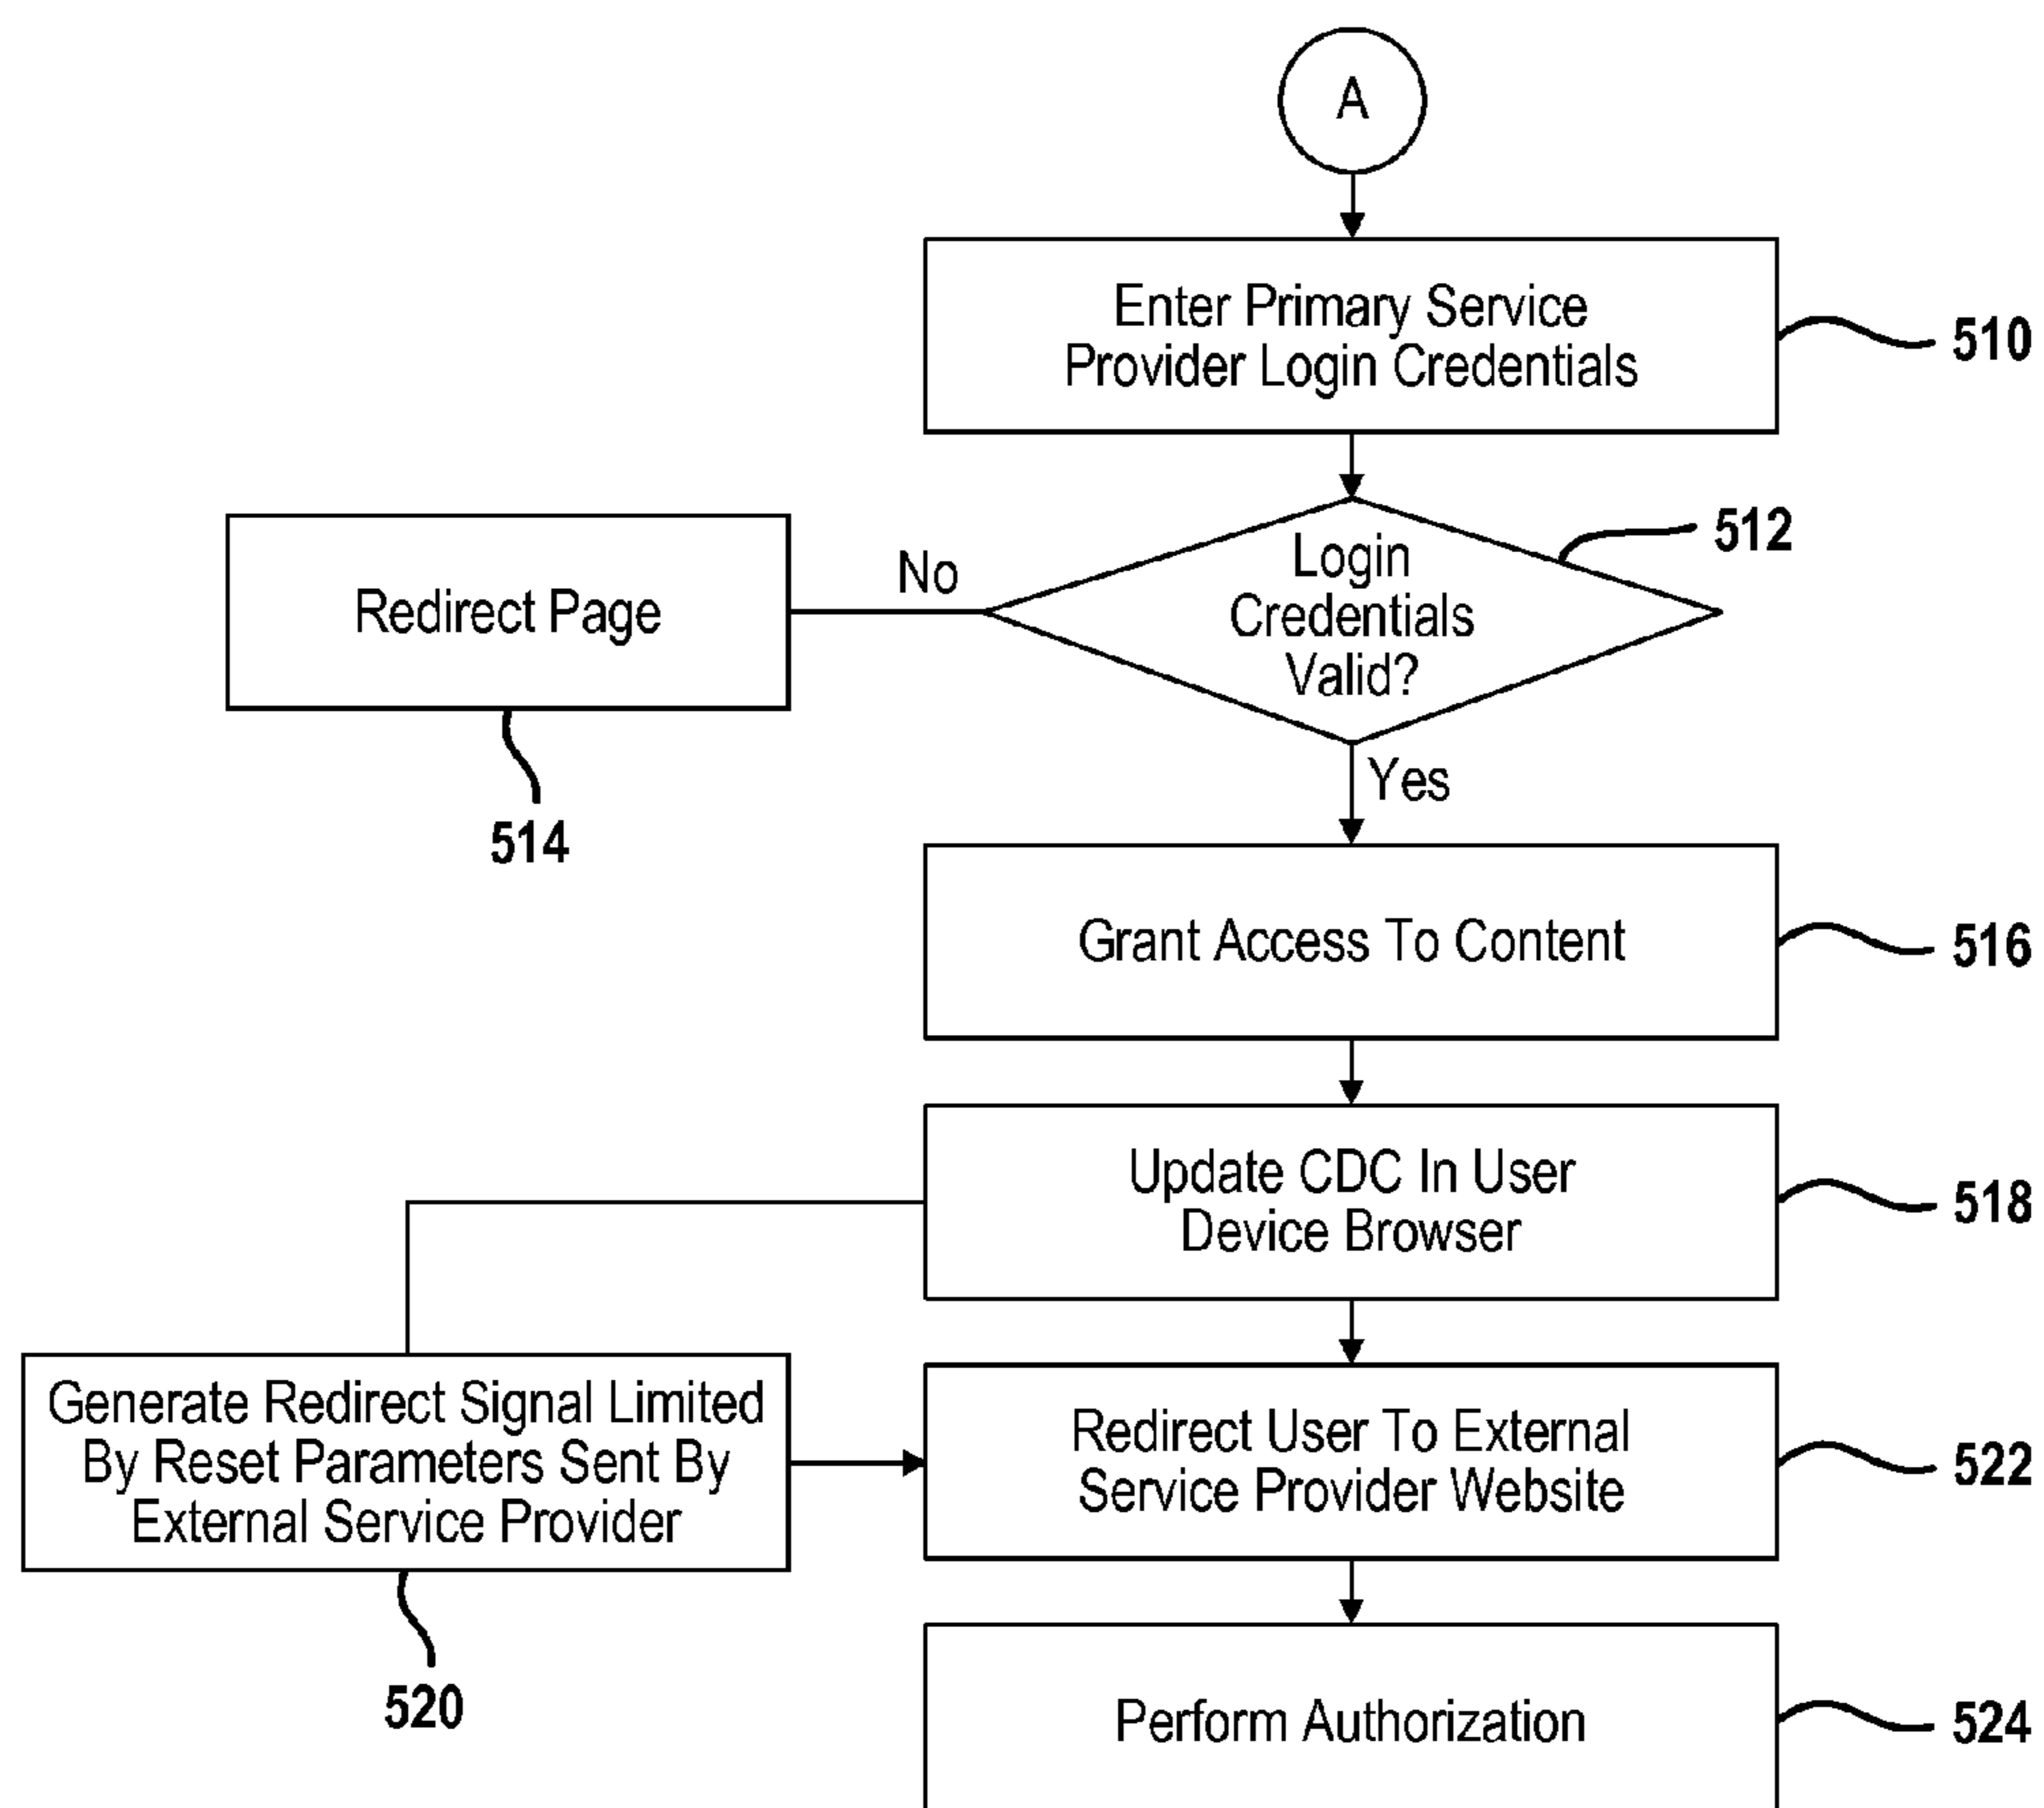 A
Enter Primary Service
Provider Login Credentials
510
Login
Credentials
Valid?
512
No
Redirect Page
514
Yes
Grant Access To Content
516
Update CDC In User
Device Browser
518
Generate Redirect Signal Limited
By Reset Parameters Sent By
External Service Provider
520
Redirect User To External
Service Provider Website
522
Perform Authorization
524